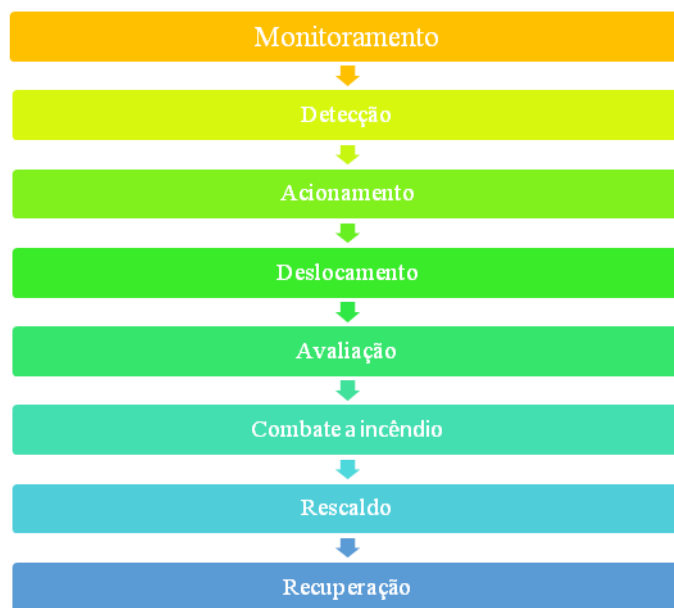 Monitoramento
Detecção
Acionamento
Deslocamento
Avaliação
Combate a incêndio
Rescaldo
Recuperação